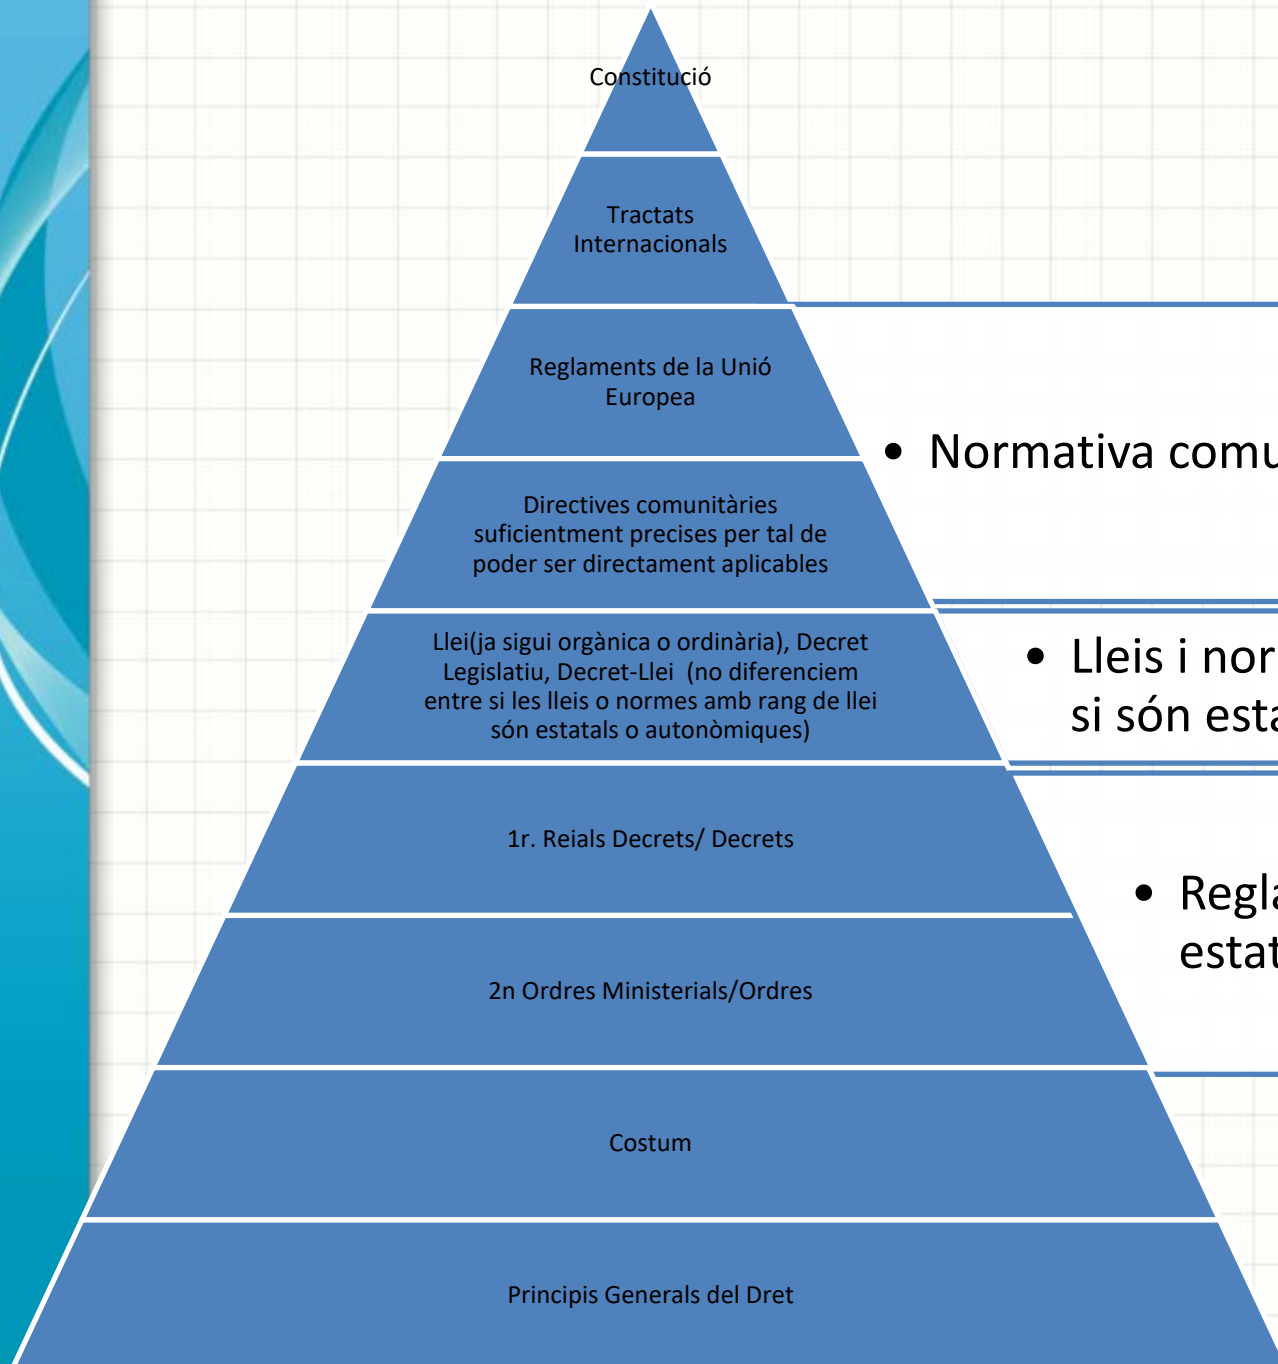 Constitució
Tractats
Internacionals
Reglaments de la Unió
Europea
• Normativa comu
Directives comunitàries
suficientment precises per tal de
poder ser directament aplicables
Llei(ja sigui orgànica o ordinària), Decret
Legislatiu, Decret-Llei (no diferenciem
entre si les lleis o normes amb rang de llei
són estatals o autonòmiques)
• Lleis i nor
si són esta
1r. Reials Decrets/ Decrets
• Regla
estat
2n Ordres Ministerials/Ordres
Costum
Principis Generals del Dret